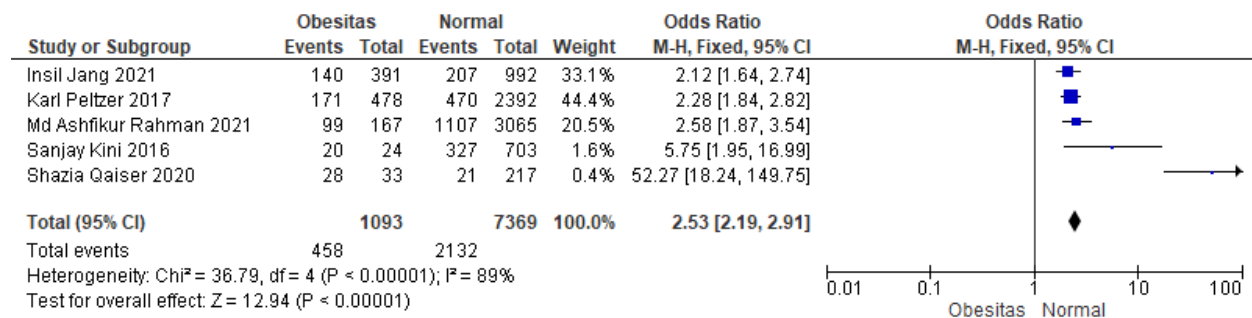 Obesitas Normal Odds Ratio Odds Ratio
Study or Subgroup Events Total Events Total Weight M-H, Fixed, 95% CI M-H, Fixed, 95% CI
Insil Jang 2021 140 391 207 992 33.1% 2.12 [1.64, 2.74]
Karl Peltzer 2017 171 478 470 2392 44.4% 2.28 [1.84, 2.82]
Md Ashfikur Rahman 2021 99 167 1107 3065 20.5% 2.58 [1.87, 3.54]
Sanjay Kini 2016 20 24 327 703 1.6% 5.75 [1.95, 16.99]
Shazia Qaiser 2020 28 33 21 217 0.4% 52.27 [18.24, 149.75]
Total (95% CI) 1093 7369 100.0% 2.53 [2.19, 2.91]
Total events 458 2132
Heterogeneity: Chi² = 36.79, df = 4 (P < 0.00001); I² = 89%
Test for overall effect: Z = 12.94 (P < 0.00001)
0.01 0.1 1 10 100
Obesitas Normal